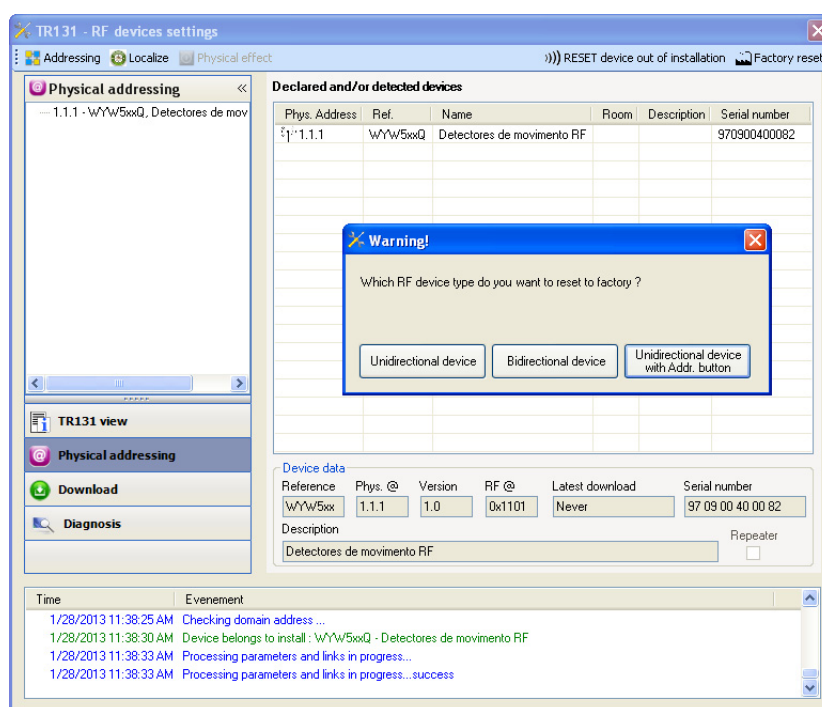 TR131 - RF devices settings
Addressing Localize Physical effect RESET device out of installation Factory reset
Physical addressing
1.1.1 - WYW5xxQ, Detectores de mov
Declared and/or detected devices
Phys. Address Ref. Name Room Description Serial number
1.1.1 WYW5xxQ Detectores de movimento RF 970900400082
Warning!
Which RF device type do you want to reset to factory ?
Unidirectional device
Bidirectional device
Unidirectional device
with Addr. button
TR131 view
Physical addressing
Download
Diagnosis
Device data
Reference Phys. @ Version RF @ Latest download Serial number
WYW5xx 1.1.1 1.0 0x1101 Never 97 09 00 40 00 82
Description
Repeater
Detectores de movimento RF
Time Evenement
1/28/2013 11:38:25 AM Checking domain address ...
1/28/2013 11:38:30 AM Device belongs to install : WYW5xxQ - Detectores de movimento RF
1/28/2013 11:38:33 AM Processing parameters and links in progress...
1/28/2013 11:38:33 AM Processing parameters and links in progress...success